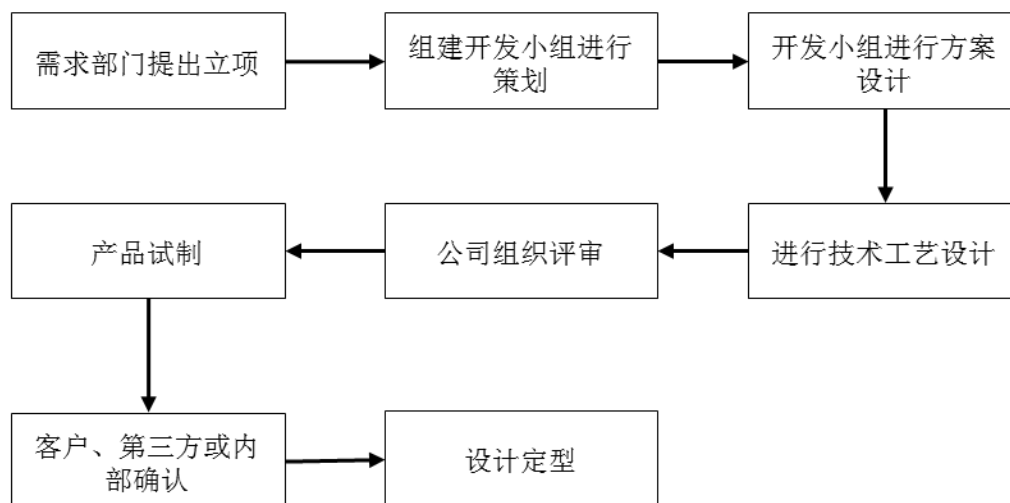 需求部门提出立项
组建开发小组进行
策划
开发小组进行方案
设计
进行技术工艺设计
公司组织评审
产品试制
客户、第三方或内
部确认
设计定型